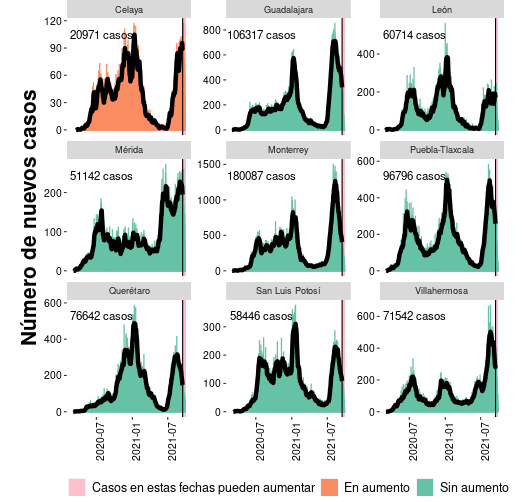 Número de nuevos casos
Celaya
Guadalajara
León
120
90
60
30
0
20971 casos
800
600
400
200
0
106317 casos
400
200
0
60714 casos
Mérida
Monterrey
Puebla-Tlaxcala
200
100
0
51142 casos
1500
1000
500
0
180087 casos
600
400
200
0
96796 casos
Querétaro
San Luis Potosí
Villahermosa
600
400
200
0
76642 casos
300
200
100
0
58446 casos
600
400
200
0
71542 casos
2020-07
2021-01
2021-07
2020-07
2021-01
2021-07
2020-07
2021-01
2021-07
Casos en estas fechas pueden aumentar
En aumento
Sin aumento